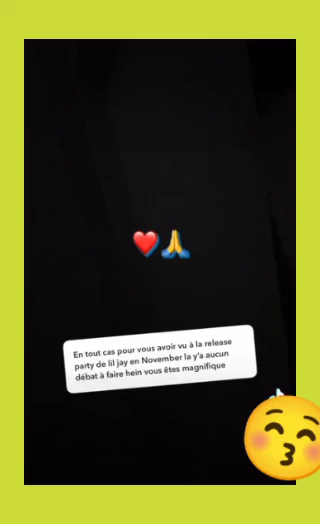 ❤️🙏
En tout cas pour vous avoir vu à la release
party de lil jay en November la y'a aucun
débat à faire hein vous êtes magnifique